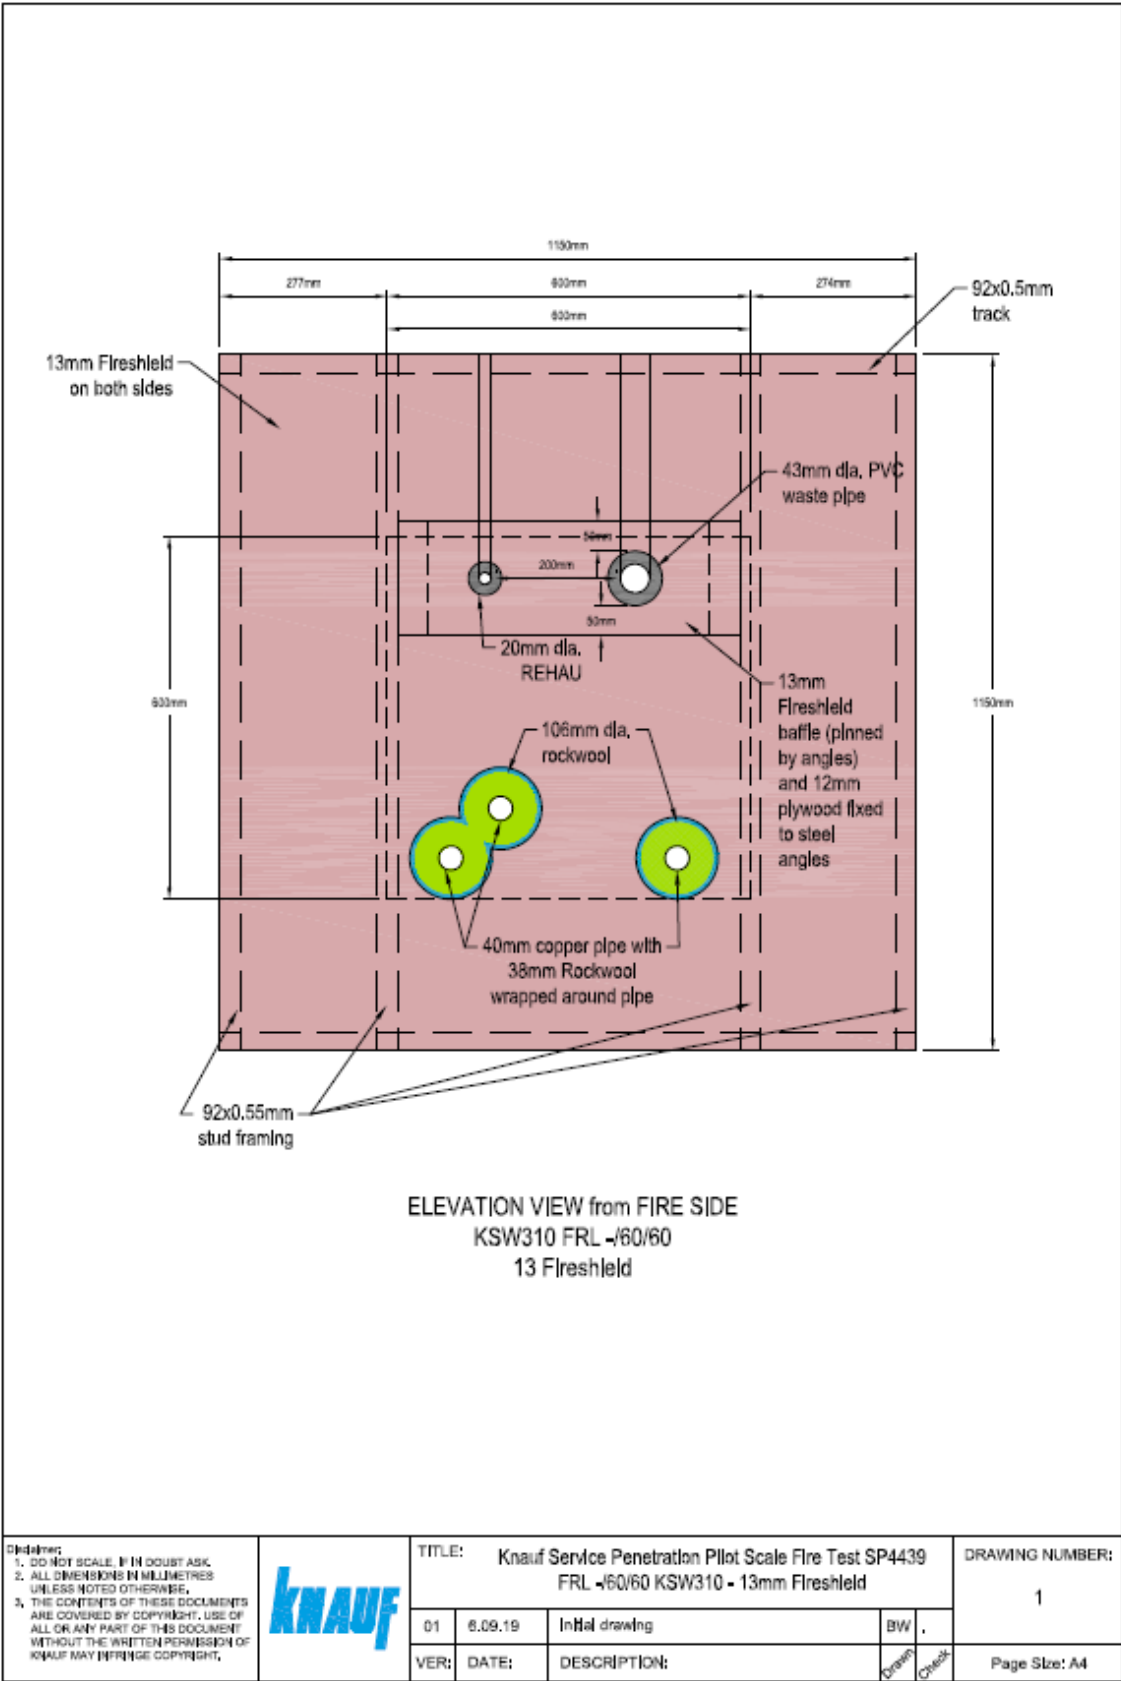 1150mm
277mm
600mm
274mm
600mm
92x0.5mm
track
13mm Fireshield
on both sides
43mm dia. PVC
waste pipe
50mm
200mm
50mm
20mm dia.
REHAU
600mm
1150mm
13mm
Fireshield
baffle (pinned
by angles)
and 12mm
plywood fixed
to steel
angles
106mm dia.
rockwool
40mm copper pipe with
38mm Rockwool
wrapped around pipe
92x0.55mm
stud framing
ELEVATION VIEW from FIRE SIDE
KSW310 FRL -/60/60
13 Fireshield
Disclaimer:
1. DO NOT SCALE, IF IN DOUBT ASK.
2. ALL DIMENSIONS IN MILLIMETRES
UNLESS NOTED OTHERWISE.
3. THE CONTENTS OF THESE DOCUMENTS
ARE COVERED BY COPYRIGHT. USE OF
ALL OR ANY PART OF THIS DOCUMENT
WITHOUT THE WRITTEN PERMISSION OF
KNAUF MAY INFRINGE COPYRIGHT.
KNAUF
TITLE: Knauf Service Penetration Pilot Scale Fire Test SP4439
FRL -/60/60 KSW310 - 13mm Fireshield
01 6.09.19 Initial drawing BW .
VER: DATE: DESCRIPTION: Drawn Check
DRAWING NUMBER:
1
Page Size: A4